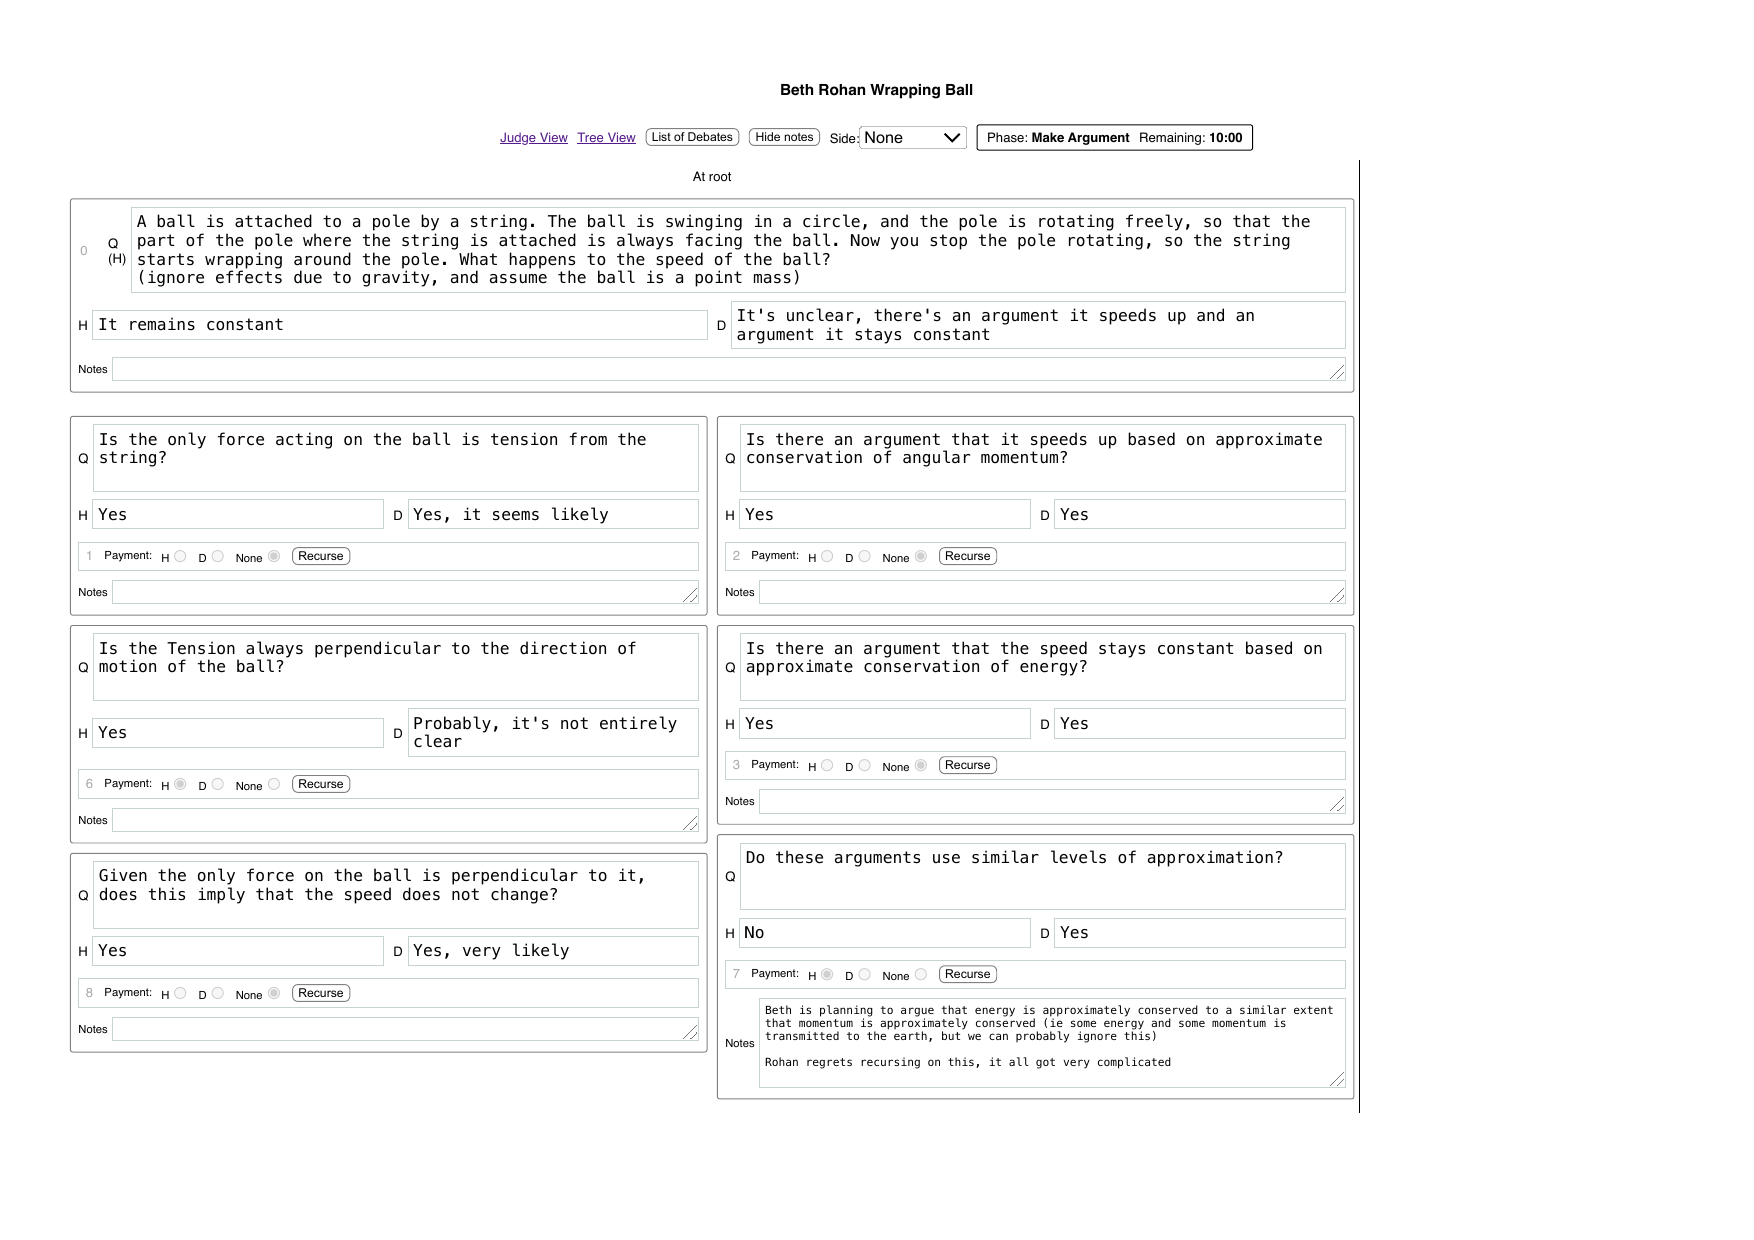 Beth Rohan Wrapping Ball
Judge View Tree View List of Debates Hide notes Side: None Phase: Make Argument Remaining: 10:00
At root
0 Q (H)
A ball is attached to a pole by a string. The ball is swinging in a circle, and the pole is rotating freely, so that the
part of the pole where the string is attached is always facing the ball. Now you stop the pole rotating, so the string
starts wrapping around the pole. What happens to the speed of the ball?
(ignore effects due to gravity, and assume the ball is a point mass)
H It remains constant
D It's unclear, there's an argument it speeds up and an
argument it stays constant
Notes
Q Is the only force acting on the ball is tension from the
string?
H Yes D Yes, it seems likely
1 Payment: H D None Recurse
Notes
Q Is the Tension always perpendicular to the direction of
motion of the ball?
H Yes D Probably, it's not entirely
clear
6 Payment: H D None Recurse
Notes
Q Given the only force on the ball is perpendicular to it,
does this imply that the speed does not change?
H Yes D Yes, very likely
8 Payment: H D None Recurse
Notes
Q Is there an argument that it speeds up based on approximate
conservation of angular momentum?
H Yes D Yes
2 Payment: H D None Recurse
Notes
Q Is there an argument that the speed stays constant based on
approximate conservation of energy?
H Yes D Yes
3 Payment: H D None Recurse
Notes
Q Do these arguments use similar levels of approximation?
H No D Yes
7 Payment: H D None Recurse
Notes
Beth is planning to argue that energy is approximately conserved to a similar extent
that momentum is approximately conserved (ie some energy and some momentum is
transmitted to the earth, but we can probably ignore this)
Rohan regrets recursing on this, it all got very complicated